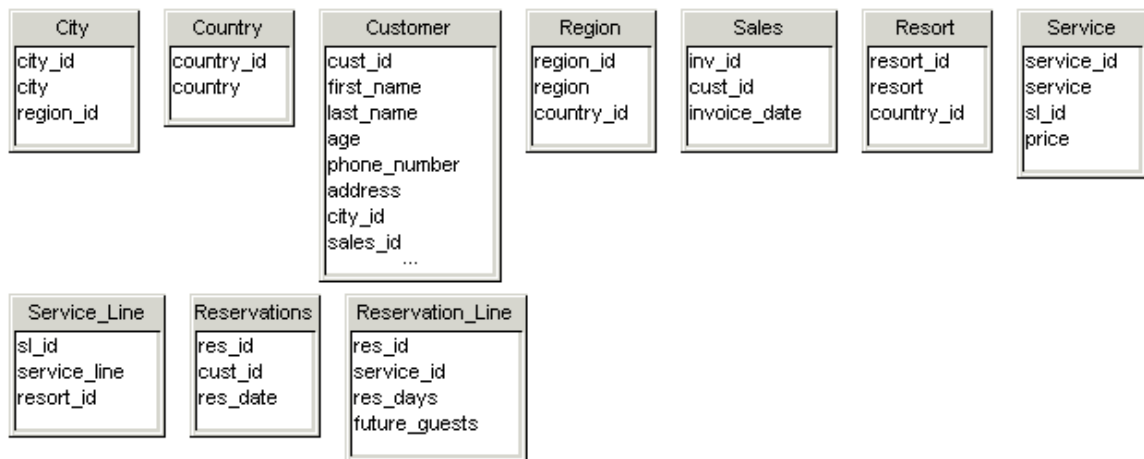 City
city_id
city
region_id
Country
country_id
country
Customer
cust_id
first_name
last_name
age
phone_number
address
city_id
sales_id
...
Region
region_id
region
country_id
Sales
inv_id
cust_id
invoice_date
Resort
resort_id
resort
country_id
Service
service_id
service
sl_id
price
Service_Line
sl_id
service_line
resort_id
Reservations
res_id
cust_id
res_date
Reservation_Line
res_id
service_id
res_days
future_guests